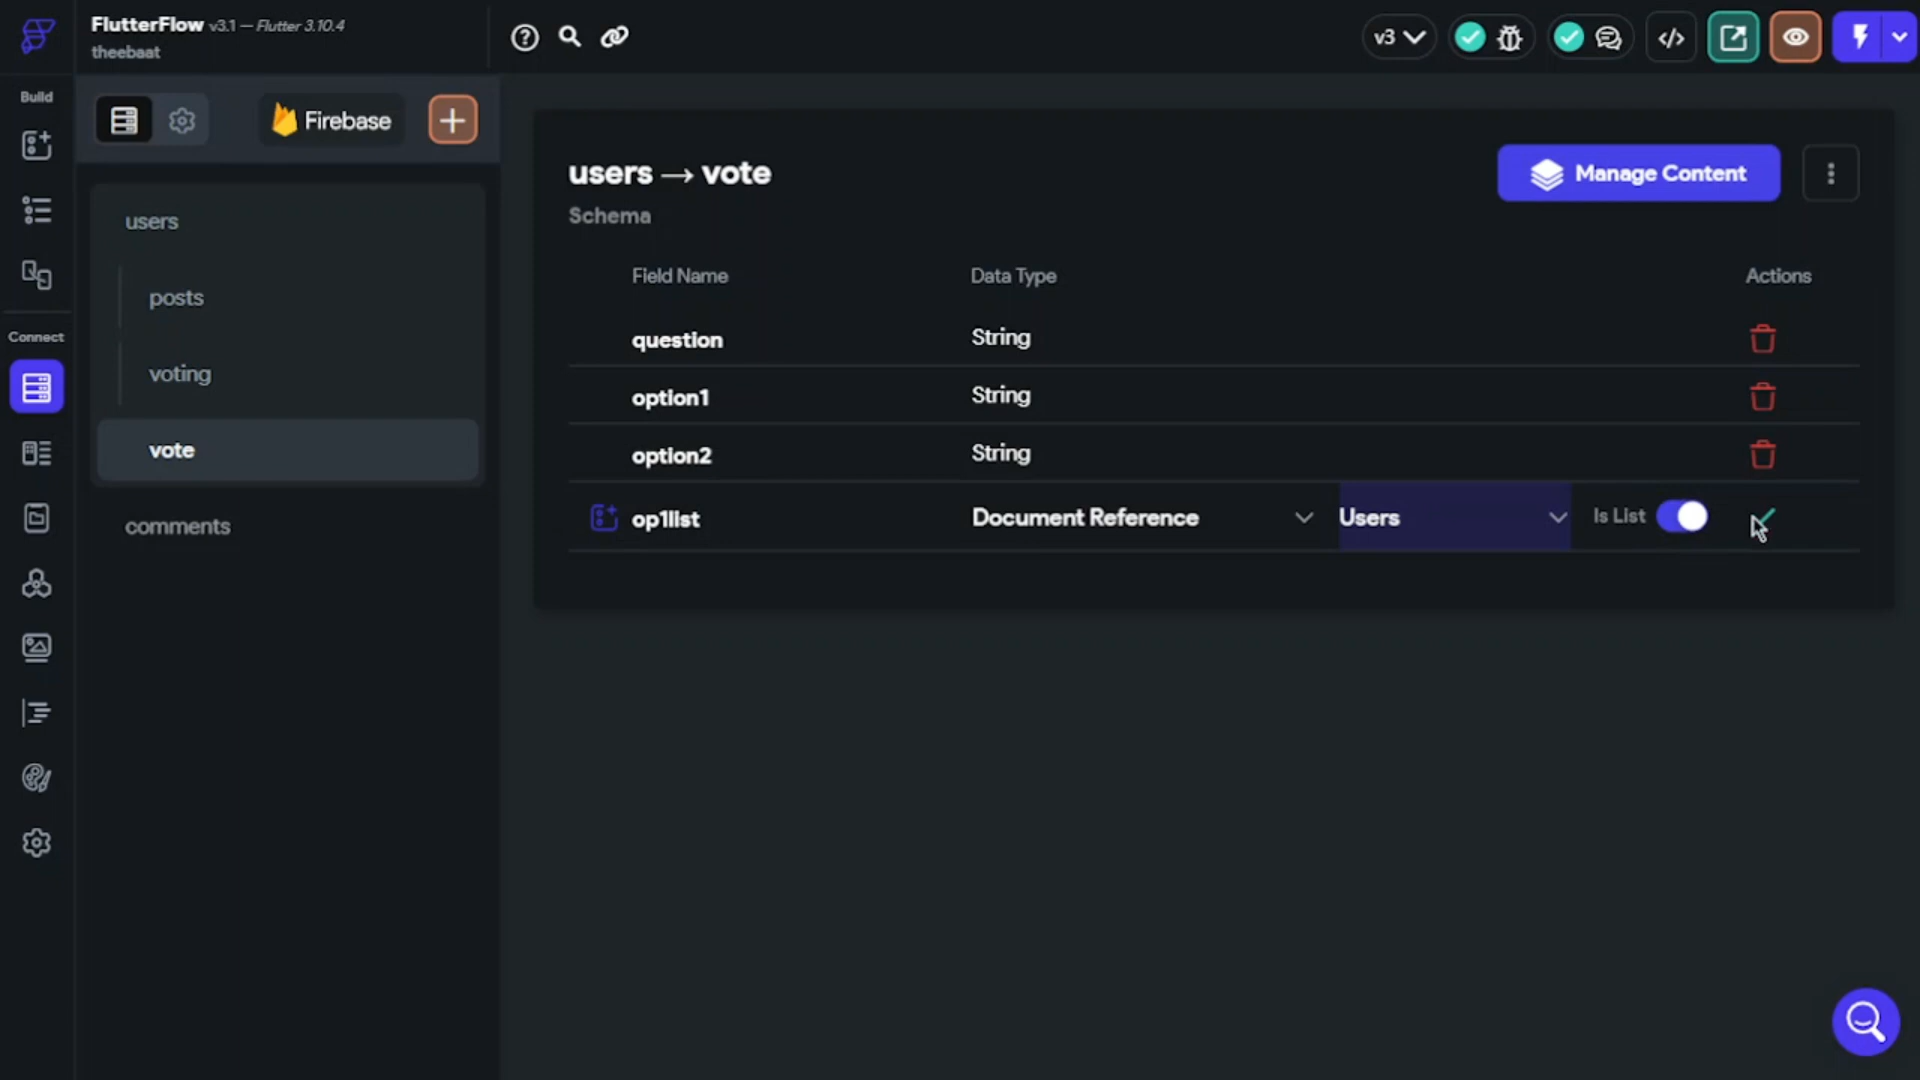 FlutterFlow v3.1 — Flutter 3.10.4
theebaat
v3
Build
Connect
Firebase
users
posts
voting
vote
comments
users → vote
Manage Content
Schema
Field Name Data Type Actions
question String
option1 String
option2 String
op1list Document Reference Users Is List